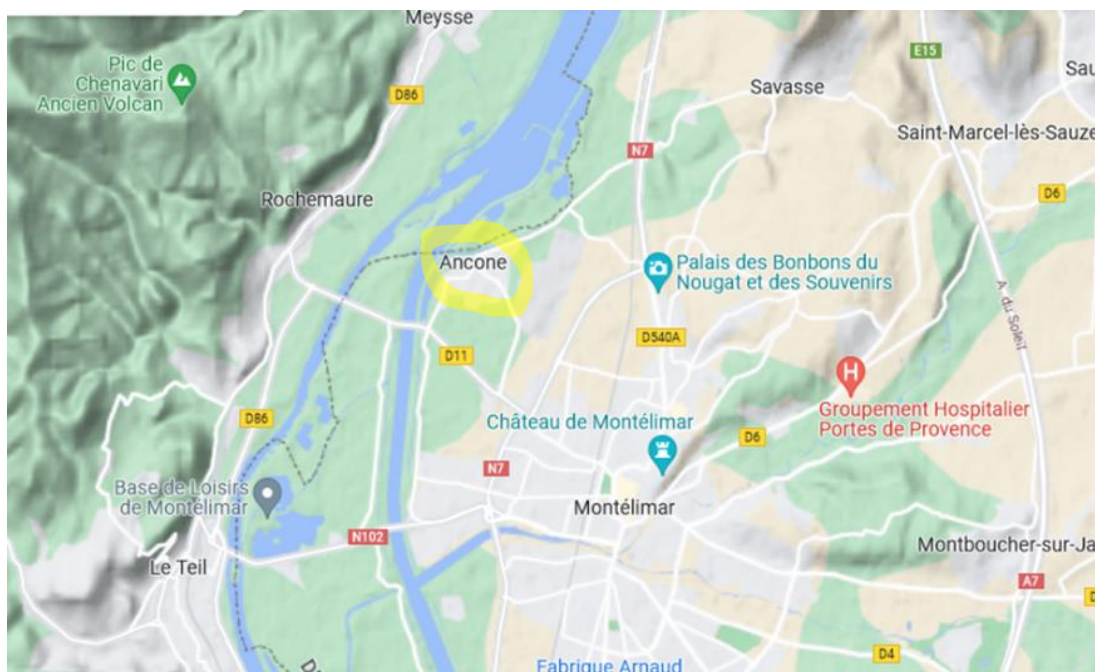 Meysse
Pic de
Chenavari
Ancien Volcan
E15
D86
Savasse
Sau
N7
Saint-Marcel-lès-Sauze
D6
Rochemaure
Ancone
Palais des Bonbons du
Nougat et des Souvenirs
A. du Soleil
D540A
D11
H
Groupement Hospitalier
Portes de Provence
D86
Château de Montélimar
D6
N7
Base de Loisirs
de Montélimar
Montélimar
N102
Montboucher-sur-Ja
Le Teil
A7
D
D4
Fabrique Arnaud